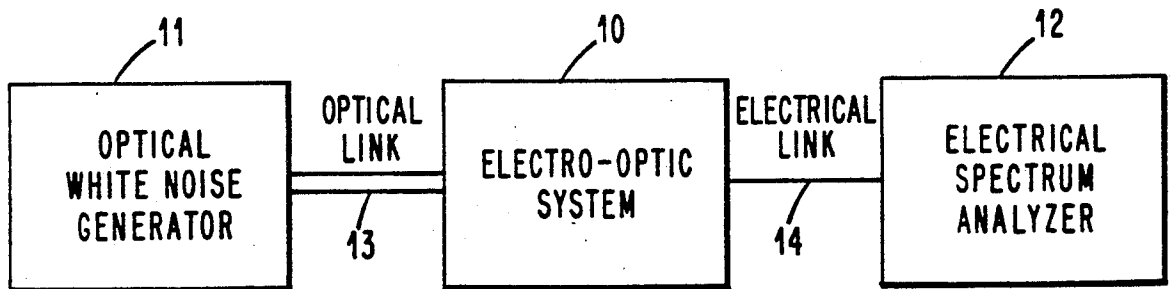 11
10
12
OPTICAL
WHITE NOISE
GENERATOR
OPTICAL
LINK
13
ELECTRO-OPTIC
SYSTEM
ELECTRICAL
LINK
14
ELECTRICAL
SPECTRUM
ANALYZER